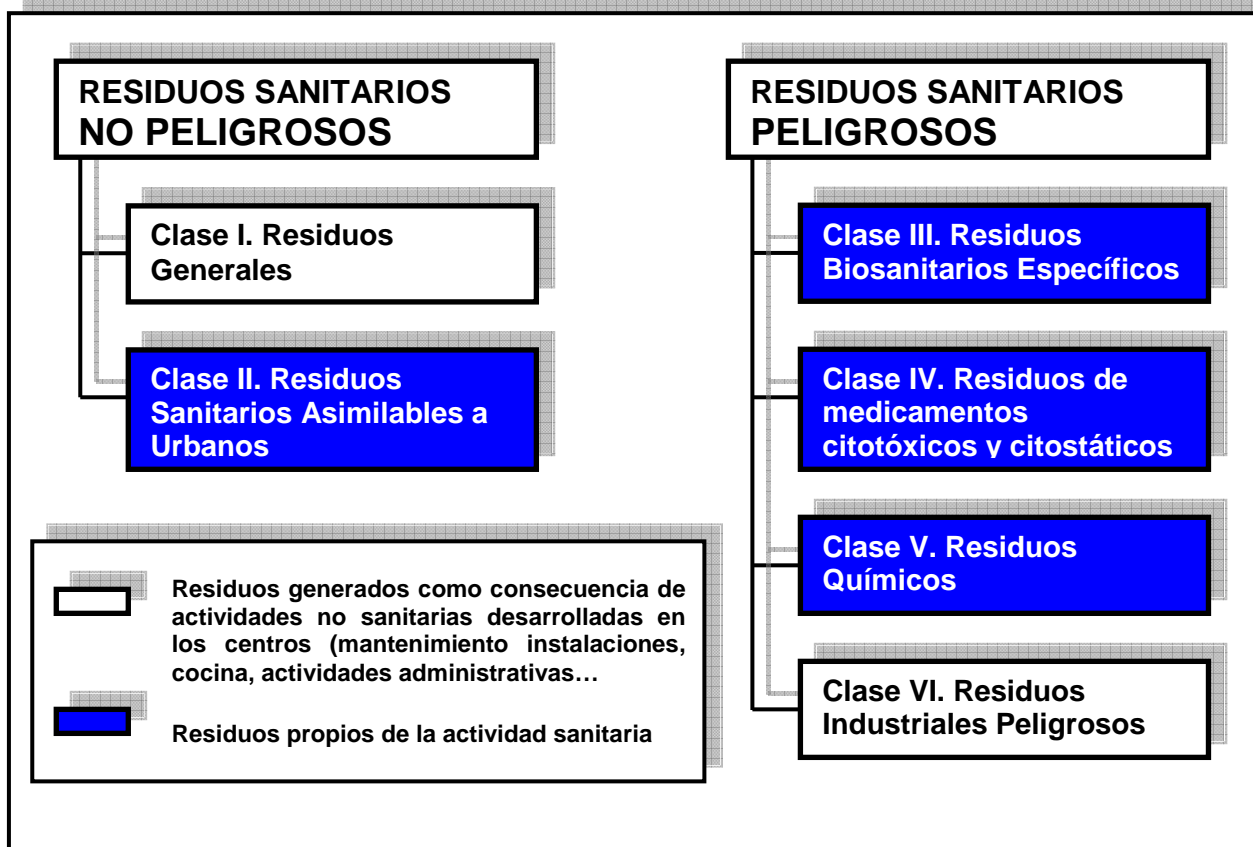 RESIDUOS SANITARIOS
NO PELIGROSOS
Clase I. Residuos
Generales
Clase II. Residuos
Sanitarios Asimilables a
Urbanos
RESIDUOS SANITARIOS
PELIGROSOS
Clase III. Residuos
Biosanitarios Específicos
Clase IV. Residuos de
medicamentos
citotóxicos y citostáticos
Clase V. Residuos
Químicos
Clase VI. Residuos
Industriales Peligrosos
Residuos generados como consecuencia de
actividades no sanitarias desarrolladas en
los centros (mantenimiento instalaciones,
cocina, actividades administrativas…
Residuos propios de la actividad sanitaria